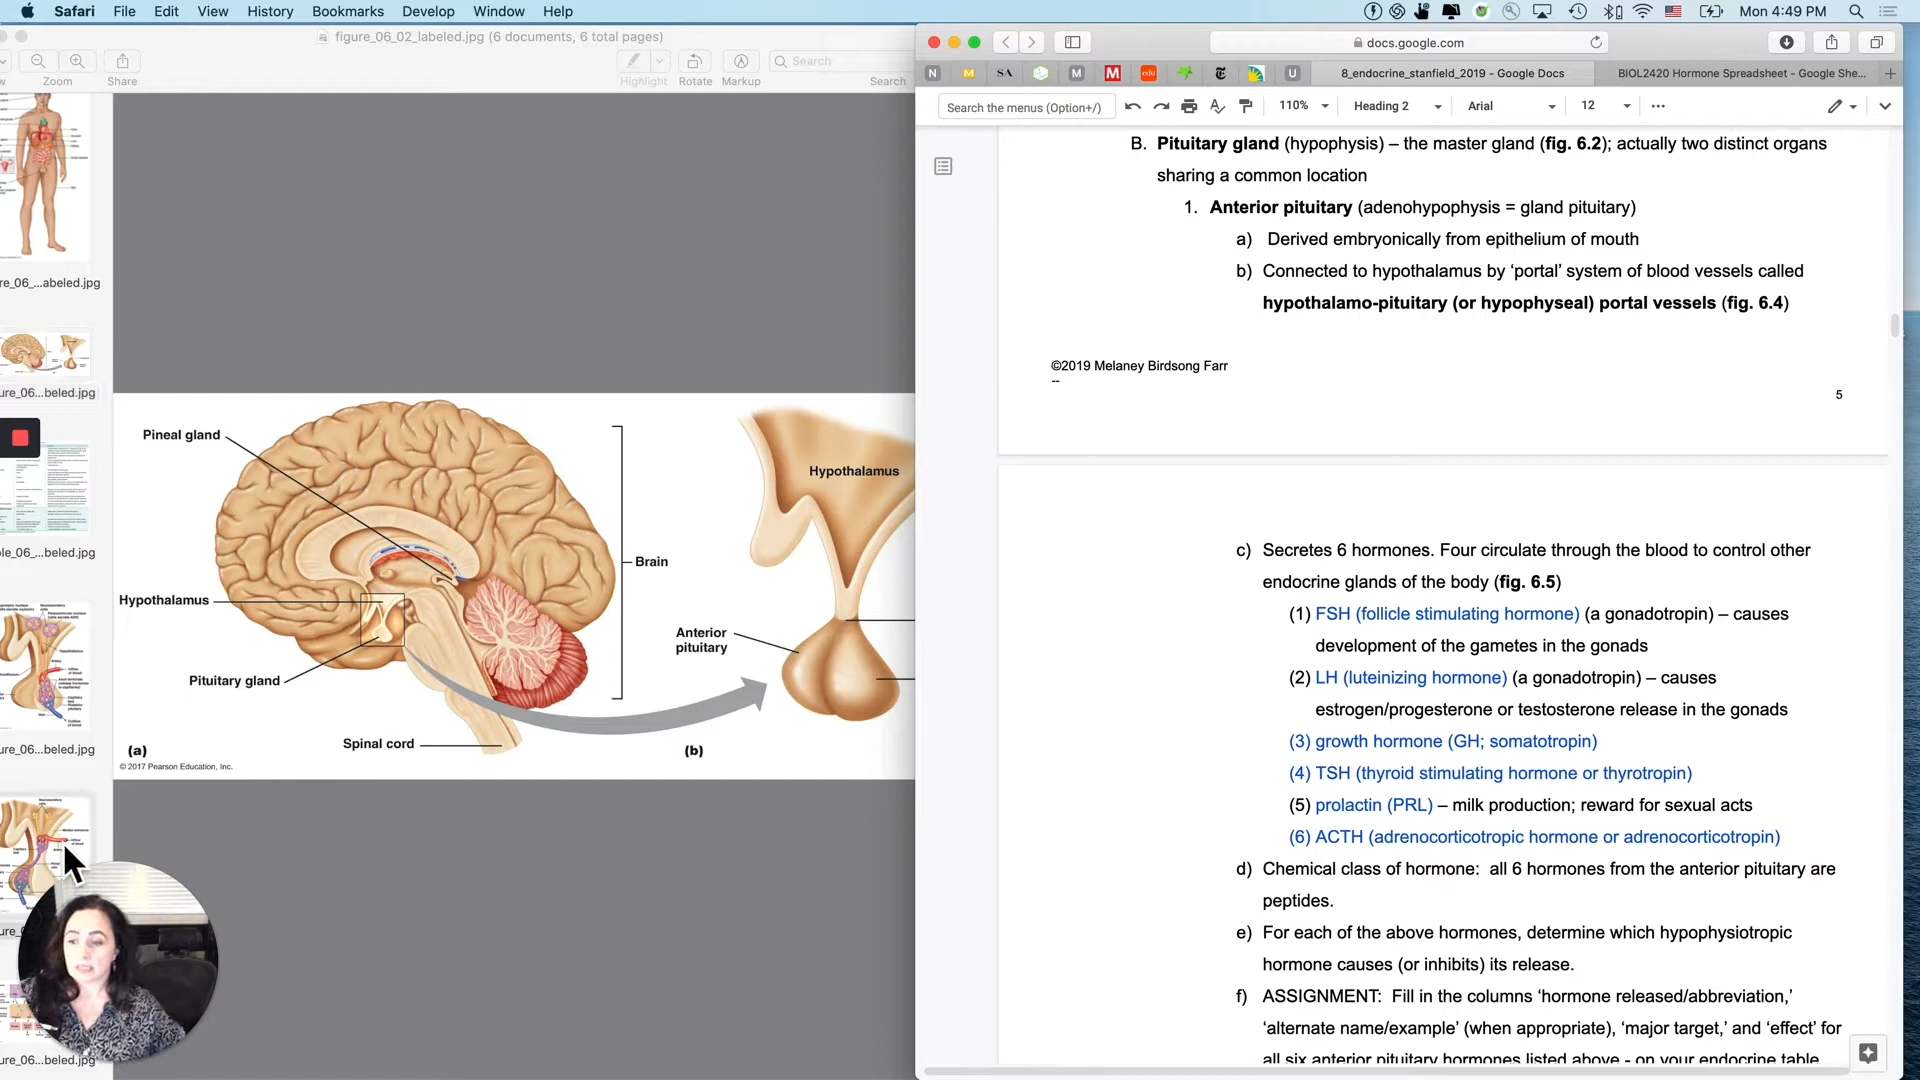 Safari File Edit View History Bookmarks Develop Window Help
Mon 4:49 PM
figure_06_02_labeled.jpg (6 documents, 6 total pages)
Zoom Share Highlight Rotate Markup Search
Search
docs.google.com
8_endocrine_stanfield_2019 - Google Docs
BIOL2420 Hormone Spreadsheet - Google She...
Search the menus (Option+/)
110% Heading 2 Arial 12
re_06_...abeled.jpg
ure_06...beled.jpg
le_06_...beled.jpg
ure_06...beled.jpg
ure_06...beled.jpg
Pineal gland
Hypothalamus
Pituitary gland
Spinal cord
Brain
(a)
© 2017 Pearson Education, Inc.
Hypothalamus
Anterior
pituitary
(b)
B. Pituitary gland (hypophysis) – the master gland (fig. 6.2); actually two distinct organs
sharing a common location
1. Anterior pituitary (adenohypophysis = gland pituitary)
a) Derived embryonically from epithelium of mouth
b) Connected to hypothalamus by ‘portal’ system of blood vessels called
hypothalamo-pituitary (or hypophyseal) portal vessels (fig. 6.4)
©2019 Melaney Birdsong Farr
--
5
c) Secretes 6 hormones. Four circulate through the blood to control other
endocrine glands of the body (fig. 6.5)
(1) FSH (follicle stimulating hormone) (a gonadotropin) – causes
development of the gametes in the gonads
(2) LH (luteinizing hormone) (a gonadotropin) – causes
estrogen/progesterone or testosterone release in the gonads
(3) growth hormone (GH; somatotropin)
(4) TSH (thyroid stimulating hormone or thyrotropin)
(5) prolactin (PRL) – milk production; reward for sexual acts
(6) ACTH (adrenocorticotropic hormone or adrenocorticotropin)
d) Chemical class of hormone: all 6 hormones from the anterior pituitary are
peptides.
e) For each of the above hormones, determine which hypophysiotropic
hormone causes (or inhibits) its release.
f) ASSIGNMENT: Fill in the columns ‘hormone released/abbreviation,’
‘alternate name/example’ (when appropriate), ‘major target,’ and ‘effect’ for
all six anterior pituitary hormones listed above - on your endocrine table